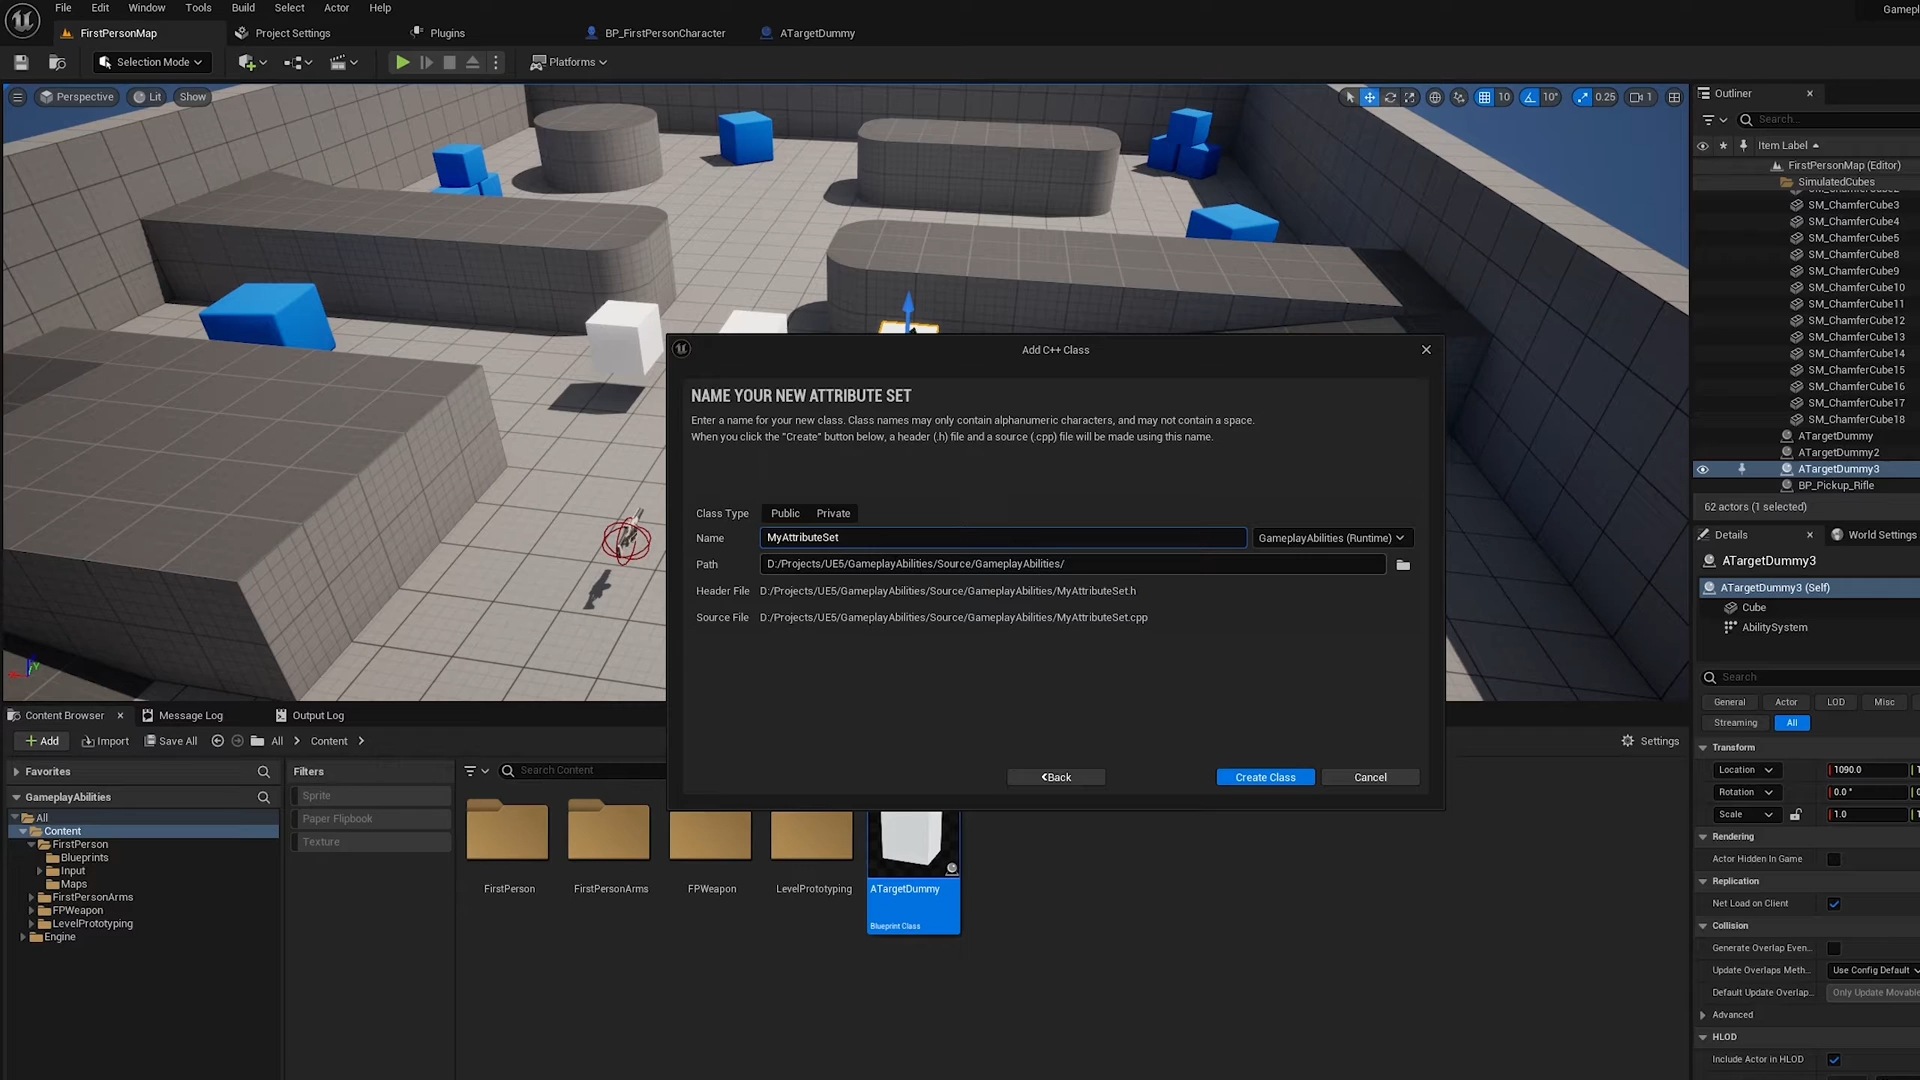 File Edit Window Tools Build Select Actor Help
Gamepl
FirstPersonMap
Project Settings
Plugins
BP_FirstPersonCharacter
ATargetDummy
Selection Mode
Platforms
Perspective
Lit
Show
10
10°
0.25
1
Outliner
Search...
Item Label
FirstPersonMap (Editor)
SimulatedCubes
SM_ChamferCube2
SM_ChamferCube3
SM_ChamferCube4
SM_ChamferCube5
SM_ChamferCube8
SM_ChamferCube9
SM_ChamferCube10
SM_ChamferCube11
SM_ChamferCube12
SM_ChamferCube13
SM_ChamferCube14
SM_ChamferCube15
SM_ChamferCube16
SM_ChamferCube17
SM_ChamferCube18
ATargetDummy
ATargetDummy2
ATargetDummy3
BP_Pickup_Rifle
62 actors (1 selected)
Details
World Settings
ATargetDummy3
ATargetDummy3 (Self)
Cube
AbilitySystem
Search
General
Actor
LOD
Misc
Streaming
All
Transform
Location
1090.0
Rotation
0.0 °
Scale
1.0
Rendering
Actor Hidden In Game
Replication
Net Load on Client
Collision
Generate Overlap Even...
Update Overlaps Meth...
Use Config Default
Default Update Overlap...
Only Update Movable
Advanced
HLOD
Include Actor in HLOD
Add C++ Class
NAME YOUR NEW ATTRIBUTE SET
Enter a name for your new class. Class names may only contain alphanumeric characters, and may not contain a space.
When you click the "Create" button below, a header (.h) file and a source (.cpp) file will be made using this name.
Class Type
Public
Private
Name
MyAttributeSet
GameplayAbilities (Runtime)
Path
D:/Projects/UE5/GameplayAbilities/Source/GameplayAbilities/
Header File
D:/Projects/UE5/GameplayAbilities/Source/GameplayAbilities/MyAttributeSet.h
Source File
D:/Projects/UE5/GameplayAbilities/Source/GameplayAbilities/MyAttributeSet.cpp
Back
Create Class
Cancel
Content Browser
Message Log
Output Log
Add
Import
Save All
All
Content
Settings
Favorites
GameplayAbilities
All
Content
FirstPerson
Blueprints
Input
Maps
FirstPersonArms
FPWeapon
LevelPrototyping
Engine
Filters
Sprite
Paper Flipbook
Texture
Search Content
FirstPerson
FirstPersonArms
FPWeapon
LevelPrototyping
ATargetDummy
Blueprint Class